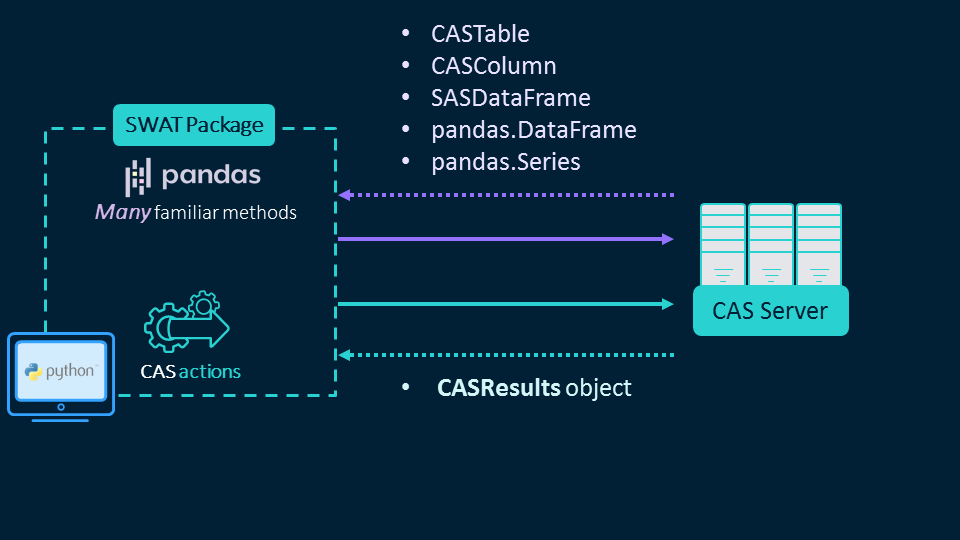 • CASTable
• CASColumn
• SASDataFrame
• pandas.DataFrame
• pandas.Series
SWAT Package
pandas
Many familiar methods
CAS Server
CAS actions
python
• CASResults object